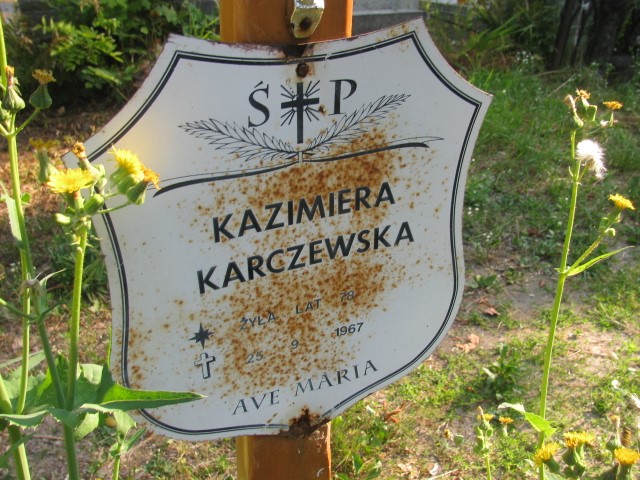 Ś P
KAZIMIERA
KARCZEWSKA
ŻYŁA LAT 78
25 9 1967
AVE MARIA